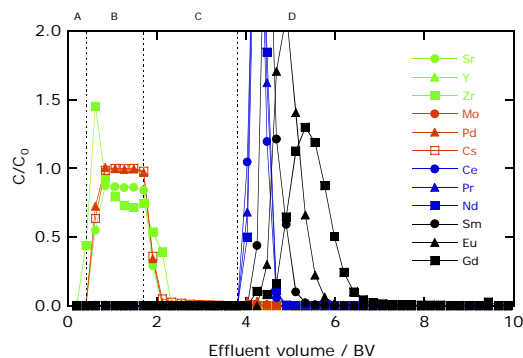 A B C D
2.0
1.5
1.0
0.5
0.0
C/C0
0 2 4 6 8 10
Effluent volume / BV
Sr
Y
Zr
Mo
Pd
Cs
Ce
Pr
Nd
Sm
Eu
Gd